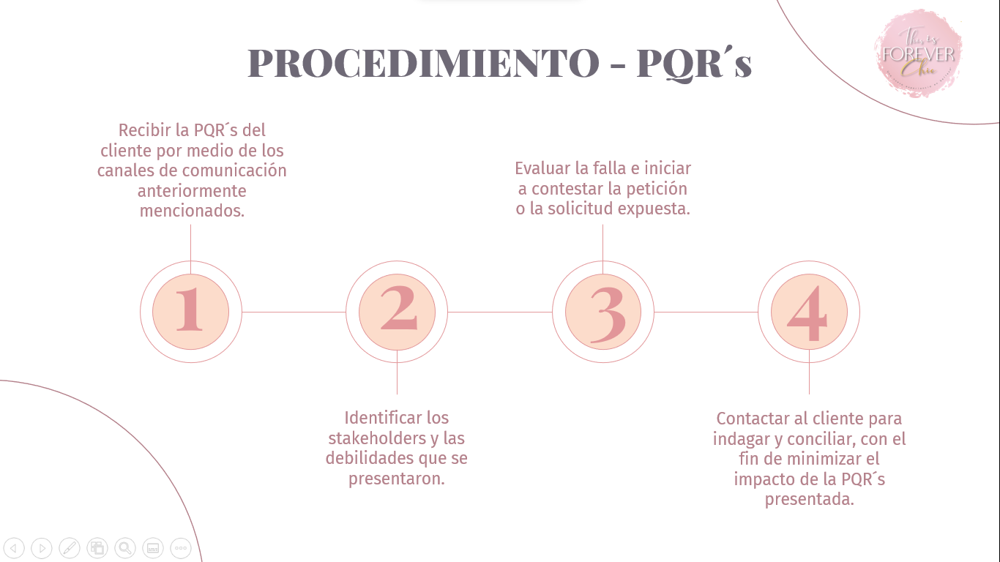 PROCEDIMIENTO - PQR´s
This is
FOREVER
Chic
Recibir la PQR´s del
cliente por medio de los
canales de comunicación
anteriormente
mencionados.
Evaluar la falla e iniciar
a contestar la petición
o la solicitud expuesta.
1
2
3
4
Identificar los
stakeholders y las
debilidades que se
presentaron.
Contactar al cliente para
indagar y conciliar, con el
fin de minimizar el
impacto de la PQR´s
presentada.